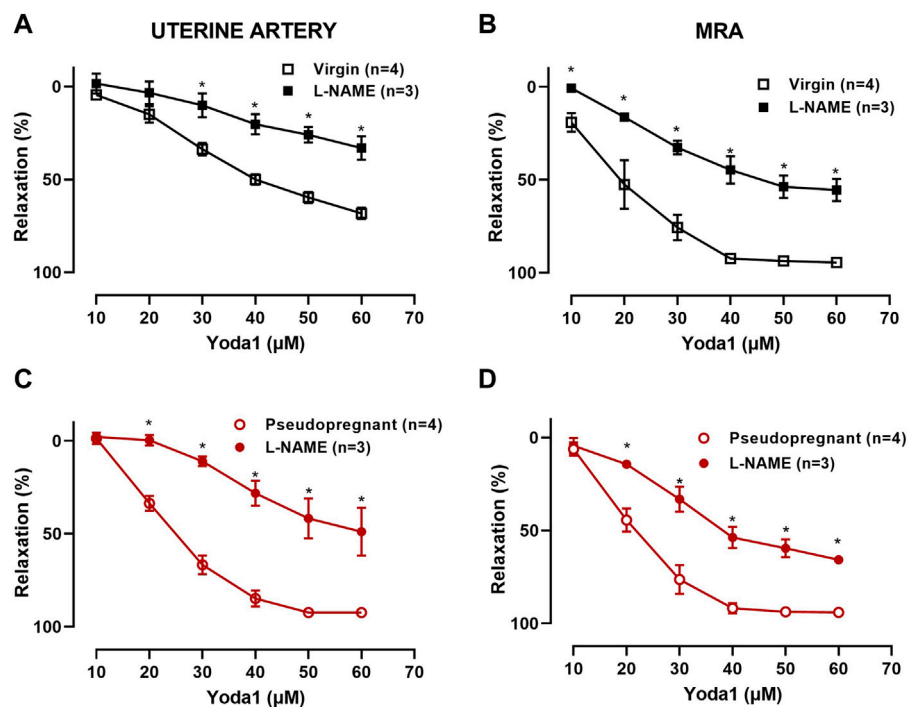 A
UTERINE ARTERY
B
MRA
Virgin (n=4)
L-NAME (n=3)
Relaxation (%)
0
50
100
* * * *
10 20 30 40 50 60 70
Yoda1 (µM)
Virgin (n=4)
L-NAME (n=3)
Relaxation (%)
0
50
100
* * * * * *
10 20 30 40 50 60 70
Yoda1 (µM)
C
Pseudopregnant (n=4)
L-NAME (n=3)
Relaxation (%)
0
50
100
* * * * *
10 20 30 40 50 60 70
Yoda1 (µM)
D
Pseudopregnant (n=4)
L-NAME (n=3)
Relaxation (%)
0
50
100
* * * * *
10 20 30 40 50 60 70
Yoda1 (µM)